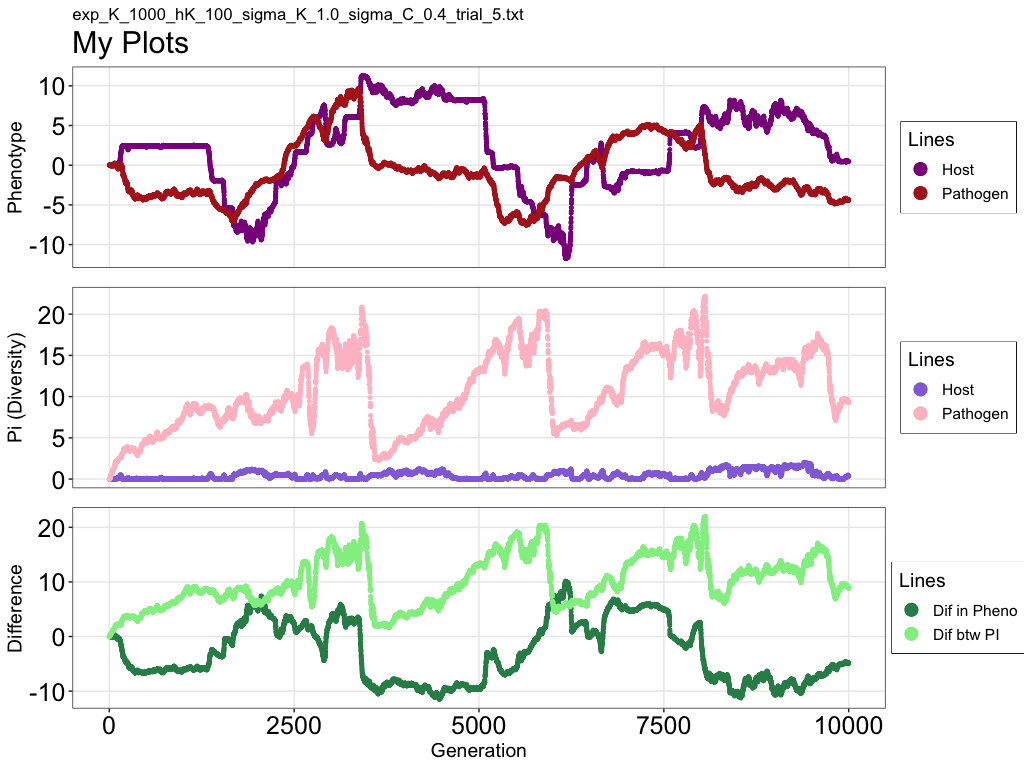 exp_K_1000_hK_100_sigma_K_1.0_sigma_C_0.4_trial_5.txt
My Plots
Phenotype
10
5
0
-5
-10
Lines
Host
Pathogen
Pi (Diversity)
20
15
10
5
0
Lines
Host
Pathogen
Difference
20
10
0
-10
Lines
Dif in Pheno
Dif btw PI
0 2500 5000 7500 10000
Generation